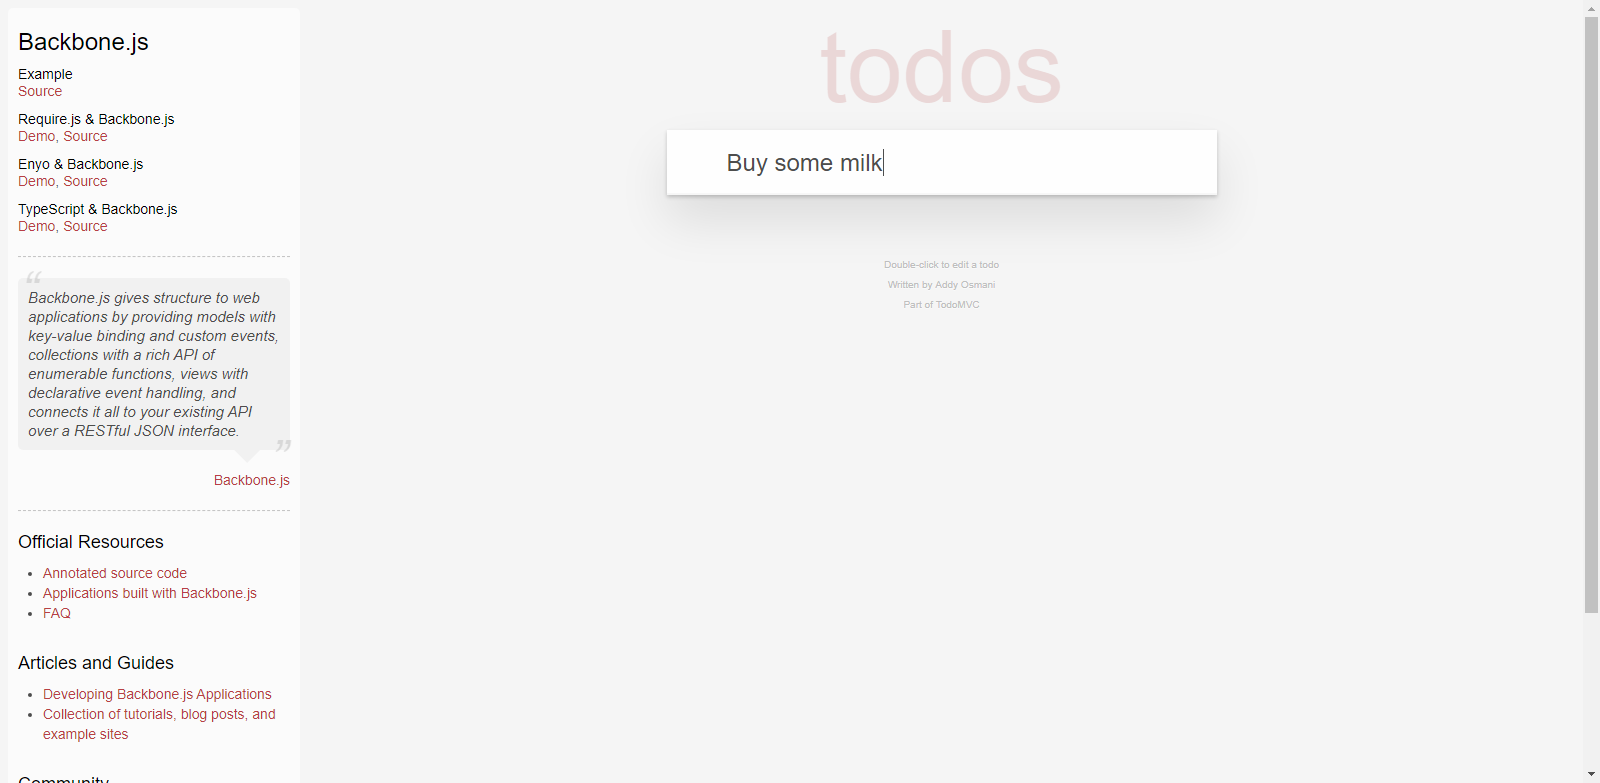 Backbone.js
Example
Source
Require.js & Backbone.js
Demo, Source
Enyo & Backbone.js
Demo, Source
TypeScript & Backbone.js
Demo, Source
“
Backbone.js gives structure to web
applications by providing models with
key-value binding and custom events,
collections with a rich API of
enumerable functions, views with
declarative event handling, and
connects it all to your existing API
over a RESTful JSON interface.
”
Backbone.js
Official Resources
• Annotated source code
• Applications built with Backbone.js
• FAQ
Articles and Guides
• Developing Backbone.js Applications
• Collection of tutorials, blog posts, and
example sites
Community
todos
Buy some milk
Double-click to edit a todo
Written by Addy Osmani
Part of TodoMVC